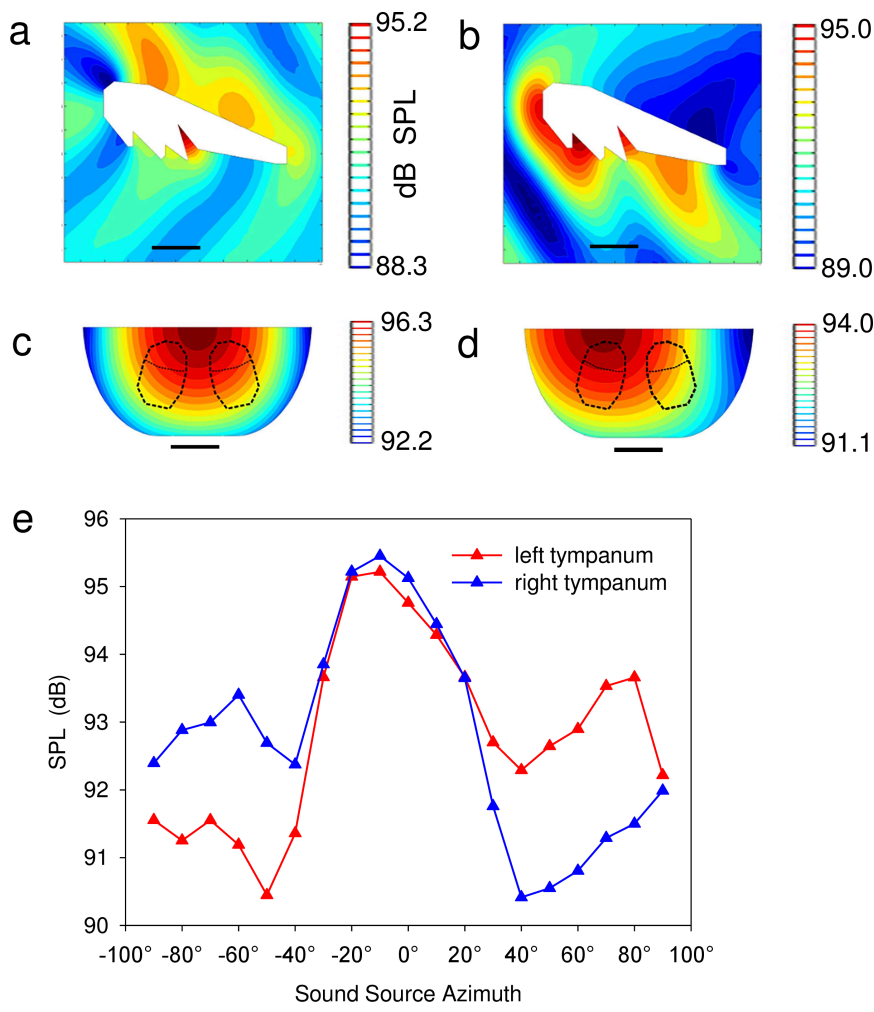 a
95.2
dB SPL
88.3
b
95.0
89.0
c
96.3
92.2
d
94.0
91.1
e
96
95
94
93
92
91
90
SPL (dB)
left tympanum
right tympanum
-100° -80° -60° -40° -20° 0° 20° 40° 60° 80° 100°
Sound Source Azimuth